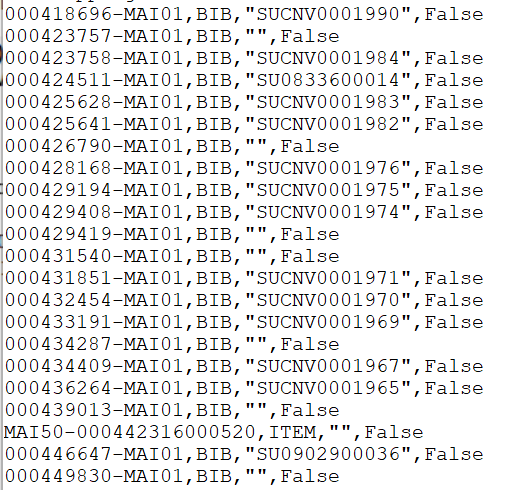 000418696-MAI01,BIB,"SUCNV0001990",False
000423757-MAI01,BIB,"",False
000423758-MAI01,BIB,"SUCNV0001984",False
000424511-MAI01,BIB,"SU0833600014",False
000425628-MAI01,BIB,"SUCNV0001983",False
000425641-MAI01,BIB,"SUCNV0001982",False
000426790-MAI01,BIB,"",False
000428168-MAI01,BIB,"SUCNV0001976",False
000429194-MAI01,BIB,"SUCNV0001975",False
000429408-MAI01,BIB,"SUCNV0001974",False
000429419-MAI01,BIB,"",False
000431540-MAI01,BIB,"",False
000431851-MAI01,BIB,"SUCNV0001971",False
000432454-MAI01,BIB,"SUCNV0001970",False
000433191-MAI01,BIB,"SUCNV0001969",False
000434287-MAI01,BIB,"",False
000434409-MAI01,BIB,"SUCNV0001967",False
000436264-MAI01,BIB,"SUCNV0001965",False
000439013-MAI01,BIB,"",False
MAI50-000442316000520,ITEM,"",False
000446647-MAI01,BIB,"SU0902900036",False
000449830-MAI01,BIB,"",False